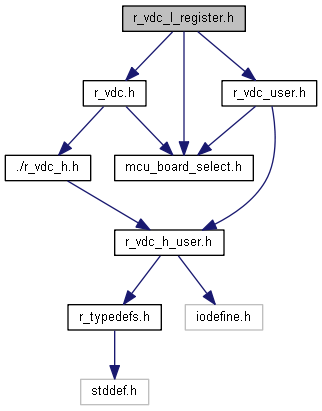 r_vdc_l_register.h
r_vdc.h
r_vdc_user.h
./r_vdc_h.h
mcu_board_select.h
r_vdc_h_user.h
r_typedefs.h
iodefine.h
stddef.h